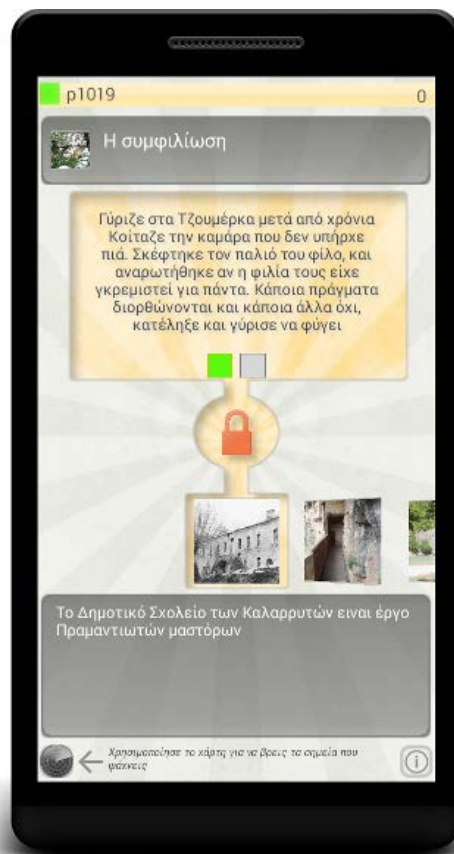 p1019
0
Η συμφιλίωση
Γύριζε στα Τζουμέρκα μετά από χρόνια
Κοίταζε την καμάρα που δεν υπήρχε
πιά. Σκέφτηκε τον παλιό του φίλο, και
αναρωτήθηκε αν η φιλία τους είχε
γκρεμιστεί για πάντα. Κάποια πράγματα
διορθώνονται και κάποια άλλα όχι,
κατέληξε και γύρισε να φύγει
Το Δημοτικό Σχολείο των Καλαρρυτών ειναι έργο
Πραμαντιωτών μαστόρων
Χρησιμοποίησε το χάρτη για να βρεις τα σημεία που
ψάχνεις